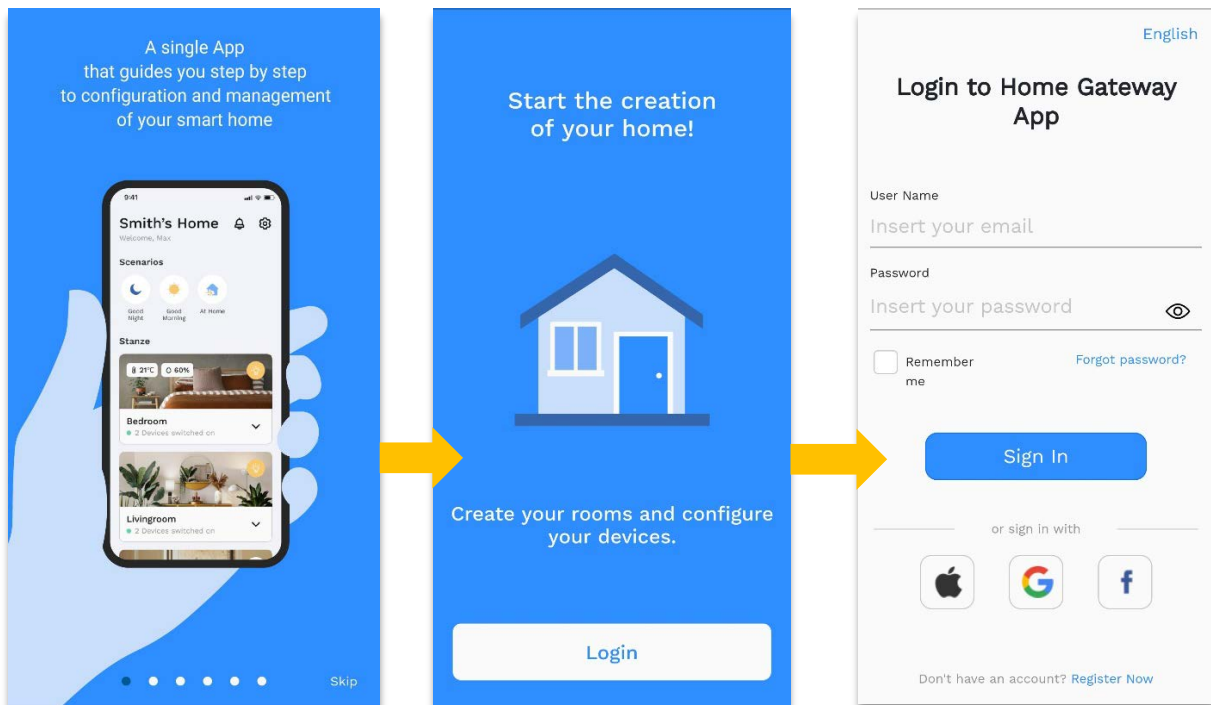 A single App
that guides you step by step
to configuration and management
of your smart home
9:41
Smith's Home
Welcome, Max
Scenarios
Good
Night
Good
Morning
At Home
Stanze
21°C
60%
Bedroom
2 Devices switched on
Livingroom
2 Devices switched on
Skip
Start the creation
of your home!
Create your rooms and configure
your devices.
Login
English
Login to Home Gateway
App
User Name
Insert your email
Password
Insert your password
Remember
me
Forgot password?
Sign In
or sign in with
Don't have an account? Register Now